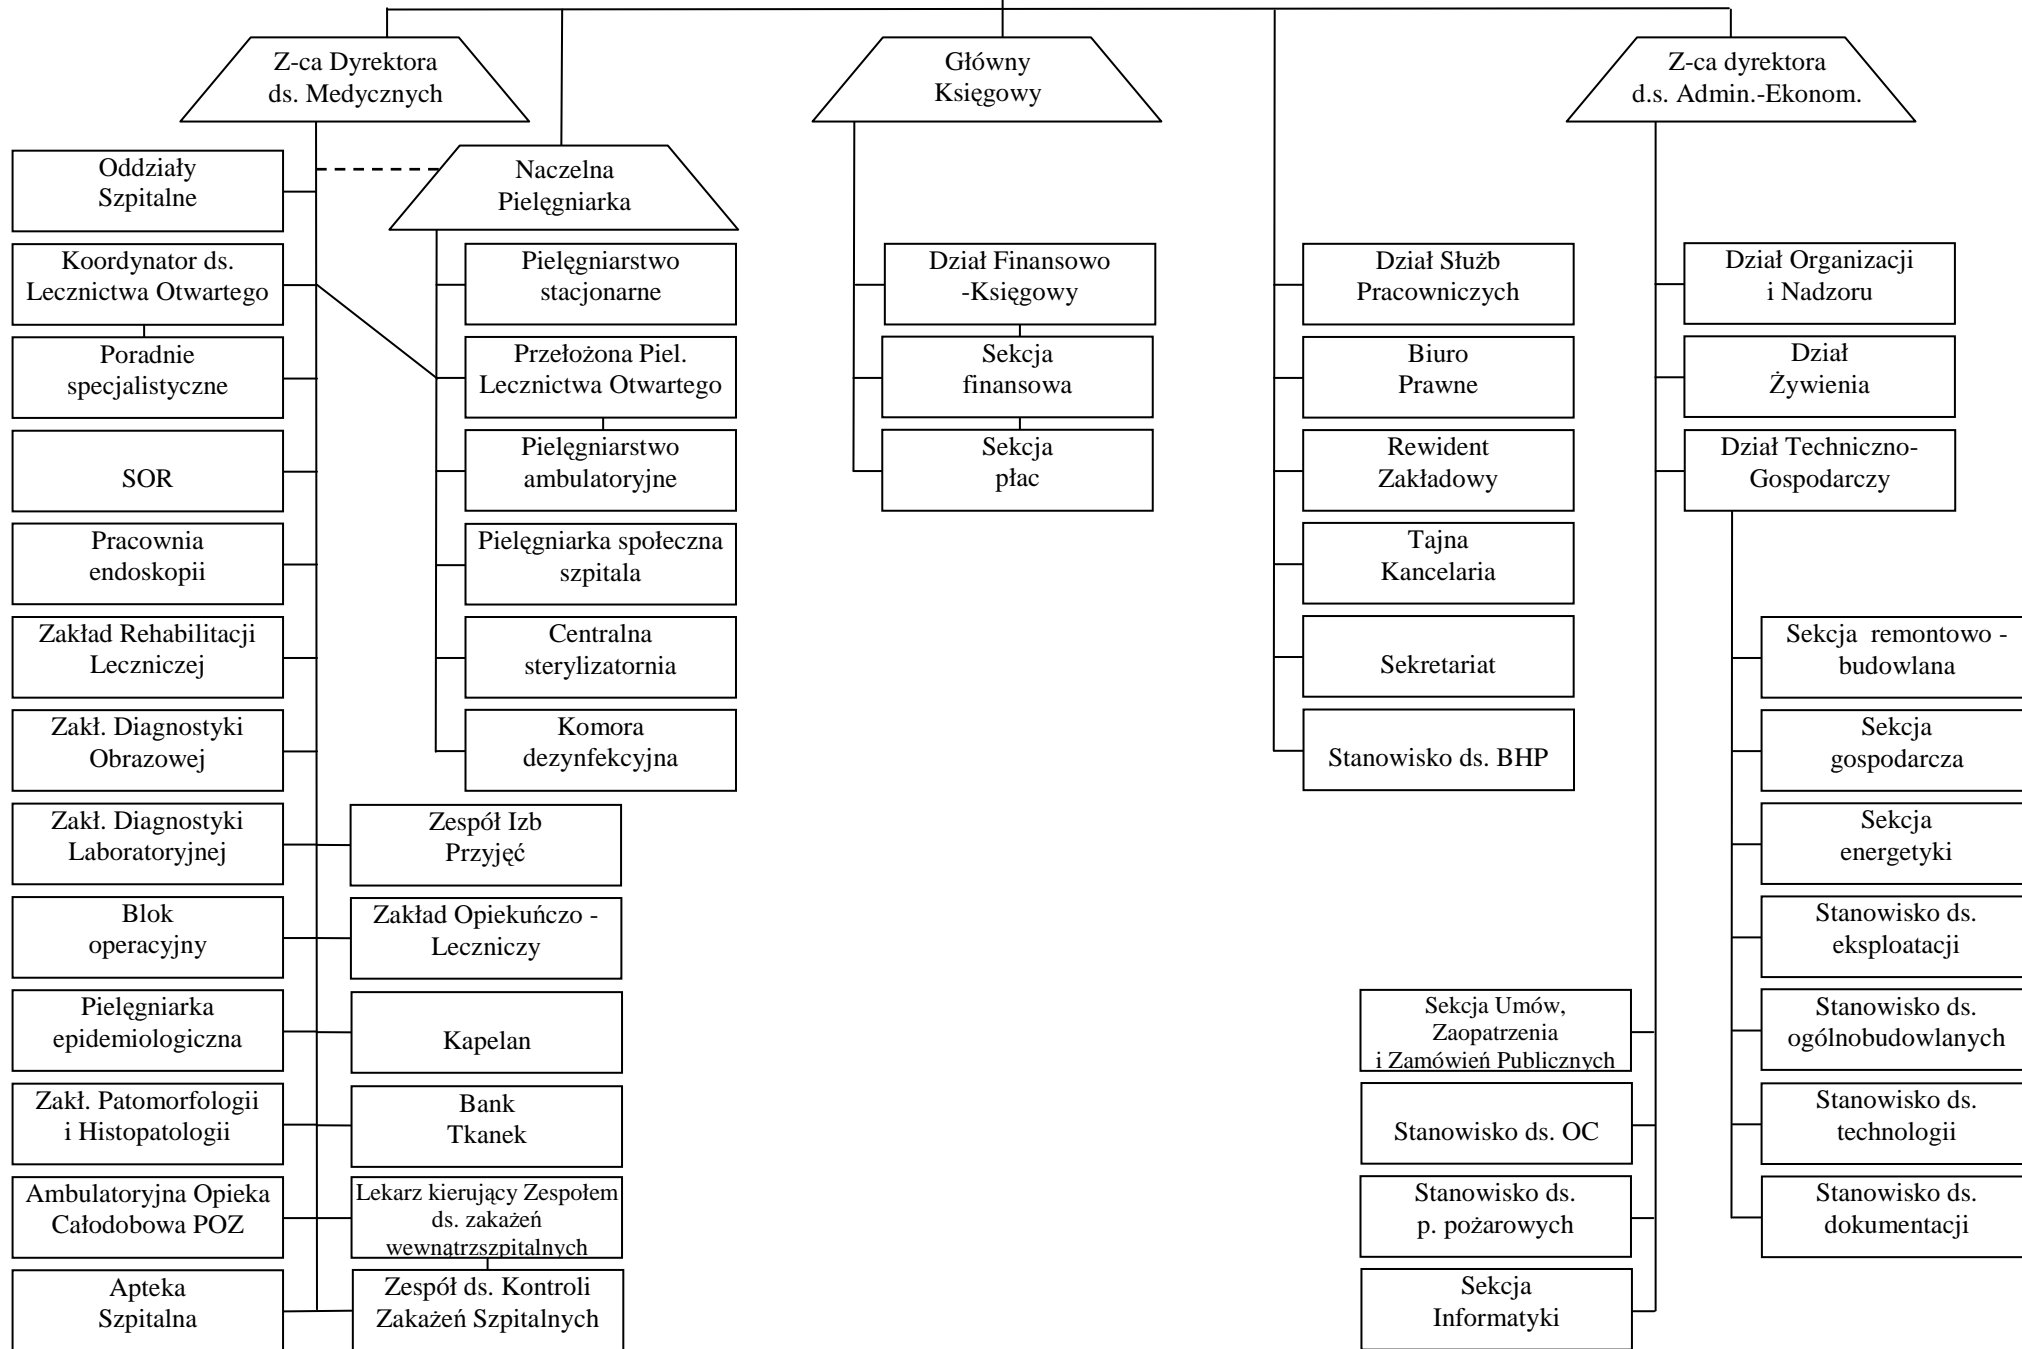 Z-ca Dyrektora
ds. Medycznych
Główny
Księgowy
Z-ca dyrektora
d.s. Admin.-Ekonom.
Naczelna
Pielęgniarka
Oddziały
Szpitalne
Koordynator ds.
Lecznictwa Otwartego
Poradnie
specjalistyczne
SOR
Pracownia
endoskopii
Zakład Rehabilitacji
Leczniczej
Zakł. Diagnostyki
Obrazowej
Zakł. Diagnostyki
Laboratoryjnej
Blok
operacyjny
Pielęgniarka
epidemiologiczna
Zakł. Patomorfologii
i Histopatologii
Ambulatoryjna Opieka
Całodobowa POZ
Apteka
Szpitalna
Zespół Izb
Przyjęć
Zakład Opiekuńczo -
Leczniczy
Kapelan
Bank
Tkanek
Lekarz kierujący Zespołem
ds. zakażeń
wewnątrzszpitalnych
Zespół ds. Kontroli
Zakażeń Szpitalnych
Pielęgniarstwo
stacjonarne
Przełożona Piel.
Lecznictwa Otwartego
Pielęgniarstwo
ambulatoryjne
Pielęgniarka społeczna
szpitala
Centralna
sterylizatornia
Komora
dezynfekcyjna
Dział Finansowo
-Księgowy
Sekcja
finansowa
Sekcja
płac
Dział Służb
Pracowniczych
Biuro
Prawne
Rewident
Zakładowy
Tajna
Kancelaria
Sekretariat
Stanowisko ds. BHP
Dział Organizacji
i Nadzoru
Dział
Żywienia
Dział Techniczno-
Gospodarczy
Sekcja remontowo -
budowlana
Sekcja
gospodarcza
Sekcja
energetyki
Stanowisko ds.
eksploatacji
Stanowisko ds.
ogólnobudowlanych
Stanowisko ds.
technologii
Stanowisko ds.
dokumentacji
Sekcja Umów,
Zaopatrzenia
i Zamówień Publicznych
Stanowisko ds. OC
Stanowisko ds.
p. pożarowych
Sekcja
Informatyki